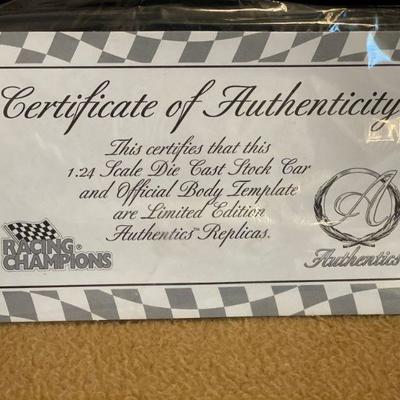 Certificate of Authenticity
This certifies that this
1:24 Scale Die Cast Stock Car
and Official Body Template
are Limited Edition
Authentics™ Replicas.
RACING®
CHAMPIONS
A
Authentics